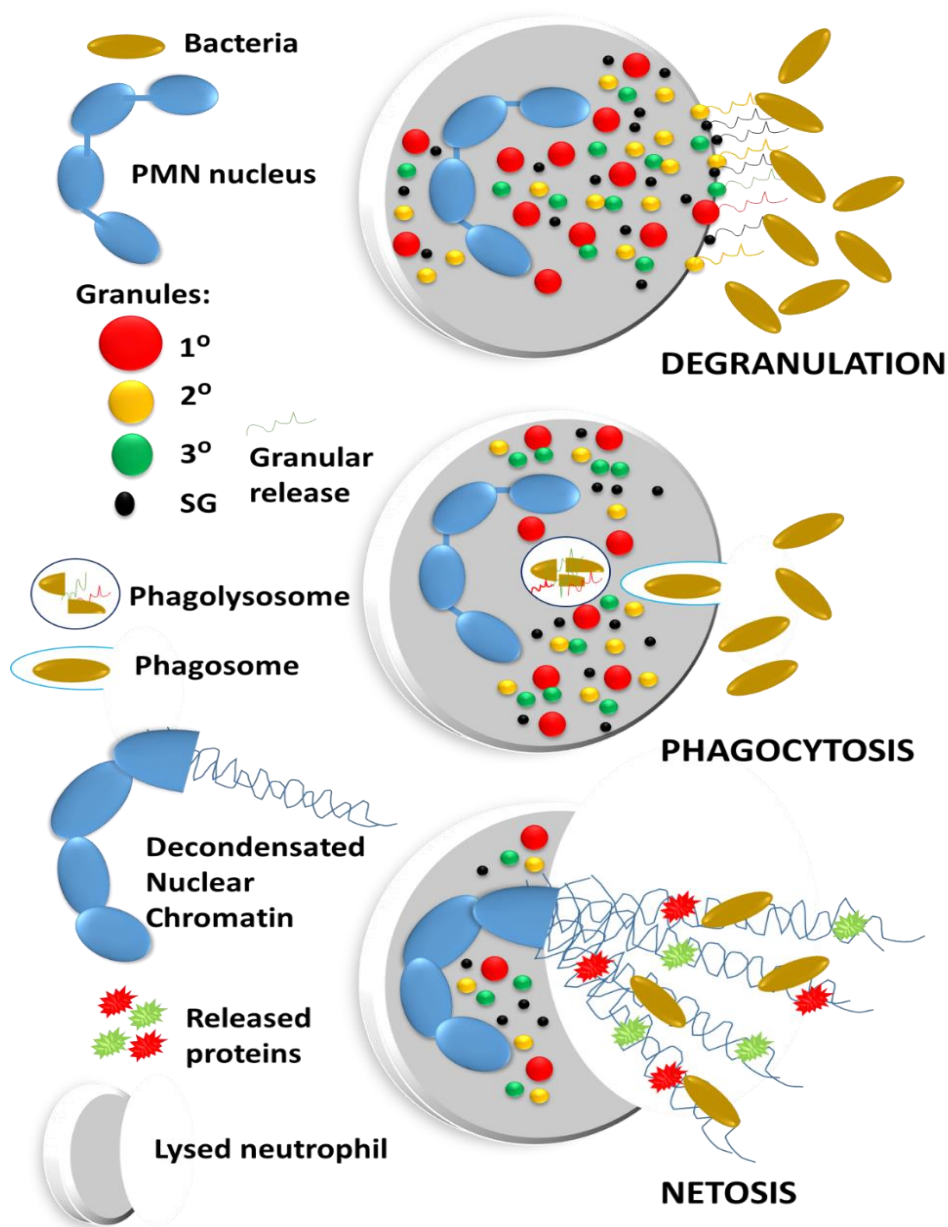 Bacteria
PMN nucleus
Granules:
1º
2º
3º
SG
Granular
release
Phagolysosome
Phagosome
Decondensated
Nuclear
Chromatin
Released
proteins
Lysed neutrophil
DEGRANULATION
PHAGOCYTOSIS
NETOSIS